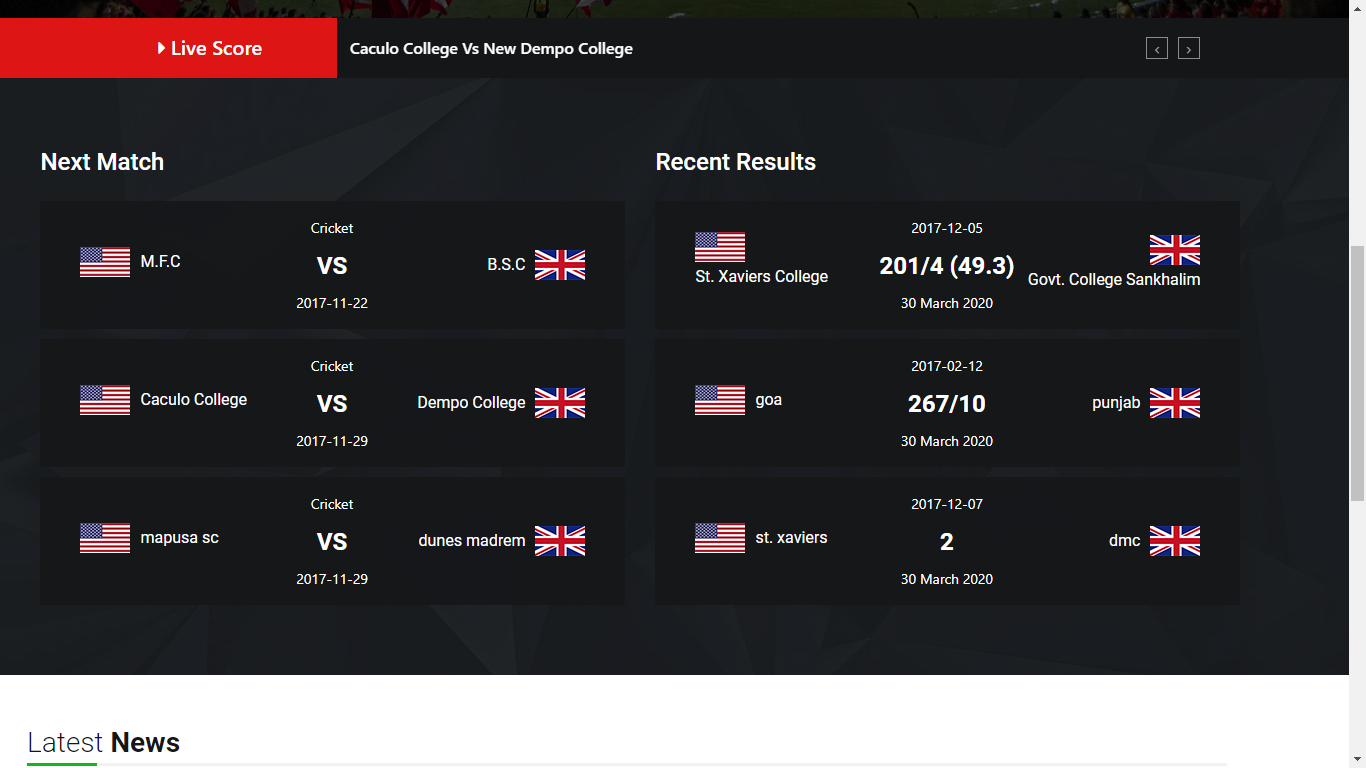 Live Score
Caculo College Vs New Dempo College
Next Match
Cricket
M.F.C
VS
B.S.C
2017-11-22
Cricket
Caculo College
VS
Dempo College
2017-11-29
Cricket
mapusa sc
VS
dunes madrem
2017-11-29
Recent Results
2017-12-05
St. Xaviers College
201/4 (49.3)
Govt. College Sankhalim
30 March 2020
2017-02-12
goa
267/10
punjab
30 March 2020
2017-12-07
st. xaviers
2
dmc
30 March 2020
Latest News